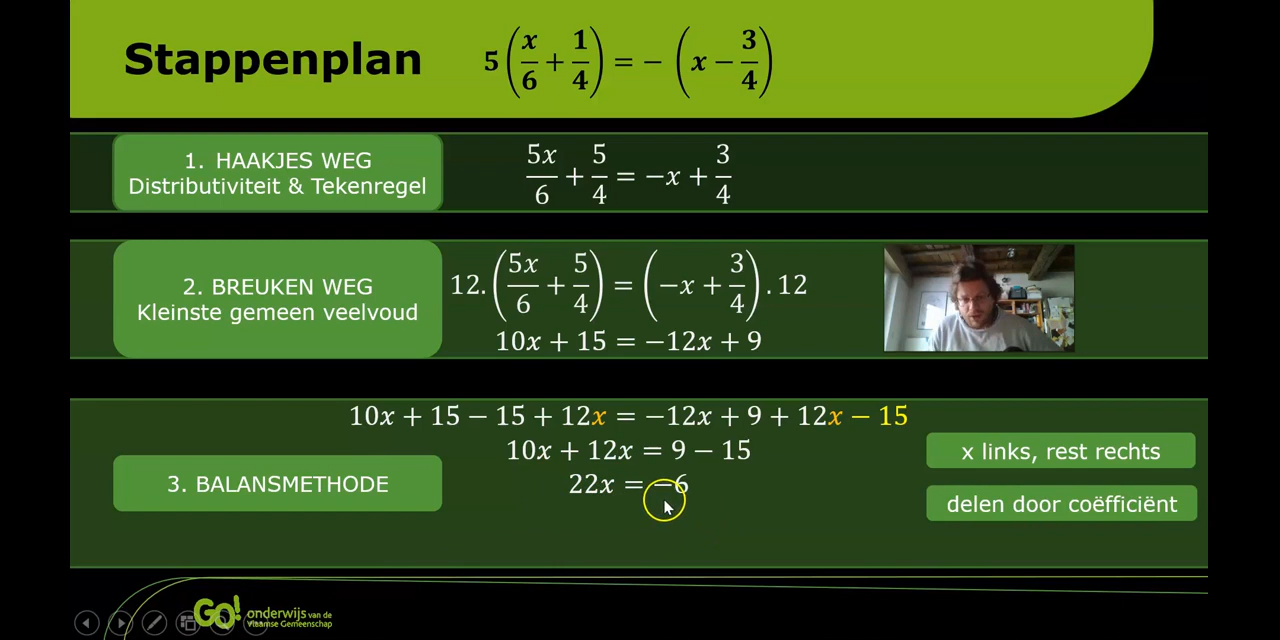 Stappenplan
5(x/6 + 1/4) = −(x − 3/4)
1. HAAKJES WEG
Distributiviteit & Tekenregel
5x/6 + 5/4 = −x + 3/4
2. BREUKEN WEG
Kleinste gemeen veelvoud
12.(5x/6 + 5/4) = (−x + 3/4).12
10x + 15 = −12x + 9
3. BALANSMETHODE
10x + 15 − 15 + 12x = −12x + 9 + 12x − 15
10x + 12x = 9 − 15
22x = −6
x links, rest rechts
delen door coëfficiënt
GO! onderwijs van de
Vlaamse Gemeenschap